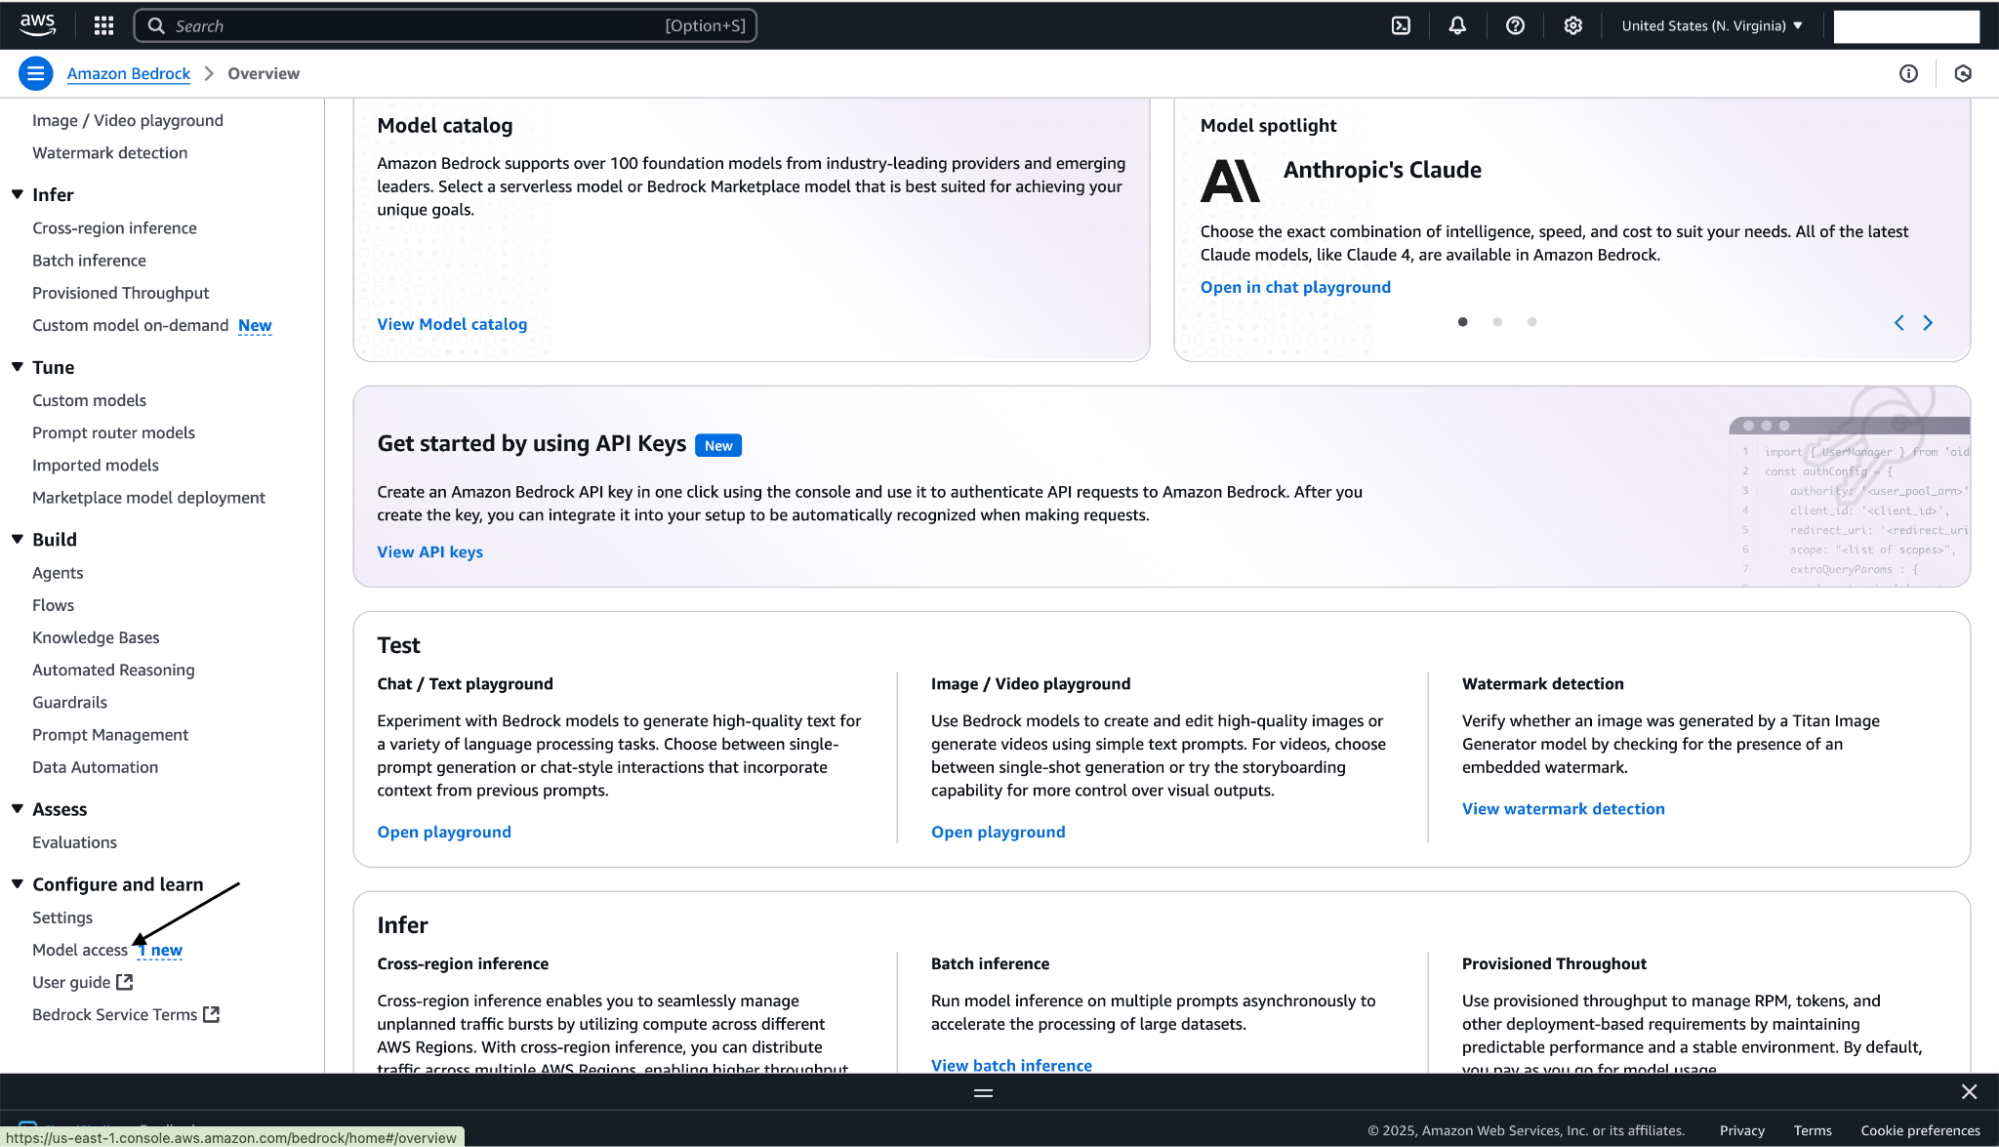 aws
Search
[Option+S]
United States (N. Virginia)
Amazon Bedrock
Overview
Image / Video playground
Watermark detection
Infer
Cross-region inference
Batch inference
Provisioned Throughput
Custom model on-demand New
Tune
Custom models
Prompt router models
Imported models
Marketplace model deployment
Build
Agents
Flows
Knowledge Bases
Automated Reasoning
Guardrails
Prompt Management
Data Automation
Assess
Evaluations
Configure and learn
Settings
Model access 1 new
User guide
Bedrock Service Terms
Model catalog
Amazon Bedrock supports over 100 foundation models from industry-leading providers and emerging
leaders. Select a serverless model or Bedrock Marketplace model that is best suited for achieving your
unique goals.
View Model catalog
Model spotlight
Anthropic's Claude
Choose the exact combination of intelligence, speed, and cost to suit your needs. All of the latest
Claude models, like Claude 4, are available in Amazon Bedrock.
Open in chat playground
Get started by using API Keys New
Create an Amazon Bedrock API key in one click using the console and use it to authenticate API requests to Amazon Bedrock. After you
create the key, you can integrate it into your setup to be automatically recognized when making requests.
View API keys
1 import { UserManager } from 'oid
2 const authConfig = {
3 authority: '<user_pool_arn>'
4 client_id: '<client_id>',
5 redirect_uri: '<redirect_uri
6 scope: "<list of scopes>",
7 extraQueryParams : {
Test
Chat / Text playground
Experiment with Bedrock models to generate high-quality text for
a variety of language processing tasks. Choose between single-
prompt generation or chat-style interactions that incorporate
context from previous prompts.
Open playground
Image / Video playground
Use Bedrock models to create and edit high-quality images or
generate videos using simple text prompts. For videos, choose
between single-shot generation or try the storyboarding
capability for more control over visual outputs.
Open playground
Watermark detection
Verify whether an image was generated by a Titan Image
Generator model by checking for the presence of an
embedded watermark.
View watermark detection
Infer
Cross-region inference
Cross-region inference enables you to seamlessly manage
unplanned traffic bursts by utilizing compute across different
AWS Regions. With cross-region inference, you can distribute
traffic across multiple AWS Regions, enabling higher throughput
Batch inference
Run model inference on multiple prompts asynchronously to
accelerate the processing of large datasets.
View batch inference
Provisioned Throughout
Use provisioned throughput to manage RPM, tokens, and
other deployment-based requirements by maintaining
predictable performance and a stable environment. By default,
you pay as you go for model usage
https://us-east-1.console.aws.amazon.com/bedrock/home#/overview
© 2025, Amazon Web Services, Inc. or its affiliates.
Privacy
Terms
Cookie preferences